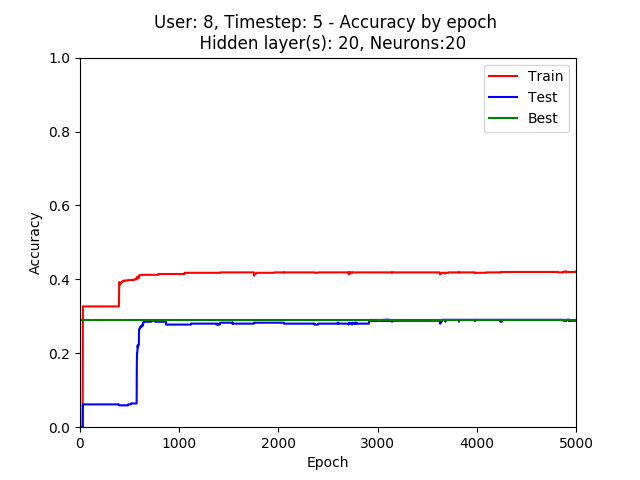 User: 8, Timestep: 5 - Accuracy by epoch
Hidden layer(s): 20, Neurons:20
1.0
Train
Test
Best
0.8
0.6
Accuracy
0.4
0.2
0.0
0 1000 2000 3000 4000 5000
Epoch